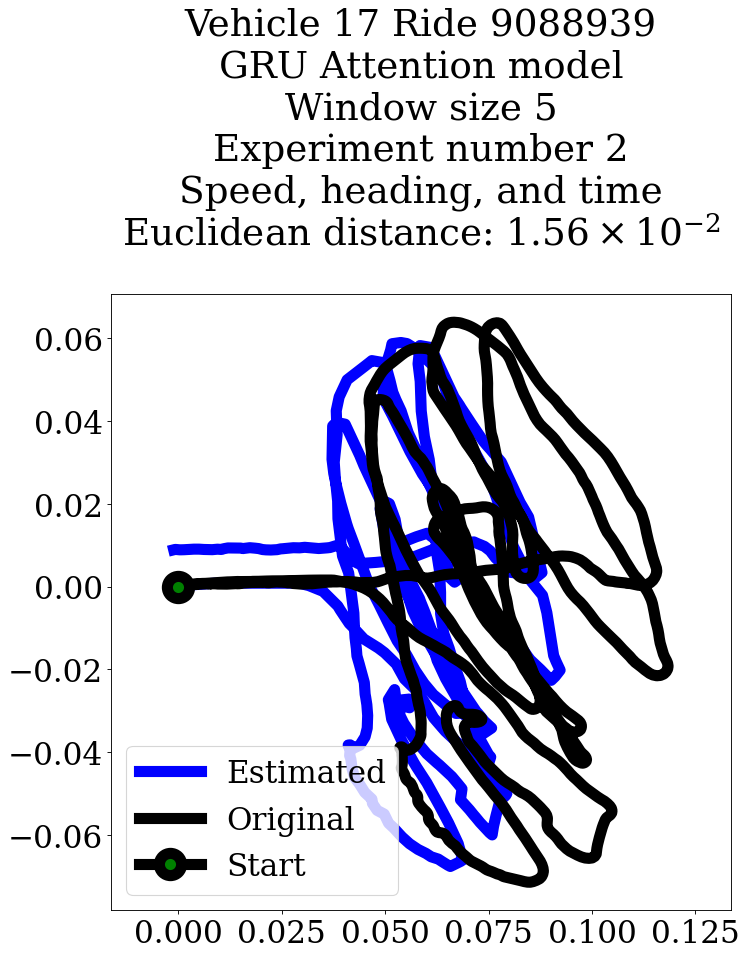 Vehicle 17 Ride 9088939
GRU Attention model
Window size 5
Experiment number 2
Speed, heading, and time
Euclidean distance: 1.56 × 10⁻²
0.06
0.04
0.02
0.00
−0.02
−0.04
−0.06
Estimated
Original
Start
0.000 0.025 0.050 0.075 0.100 0.125